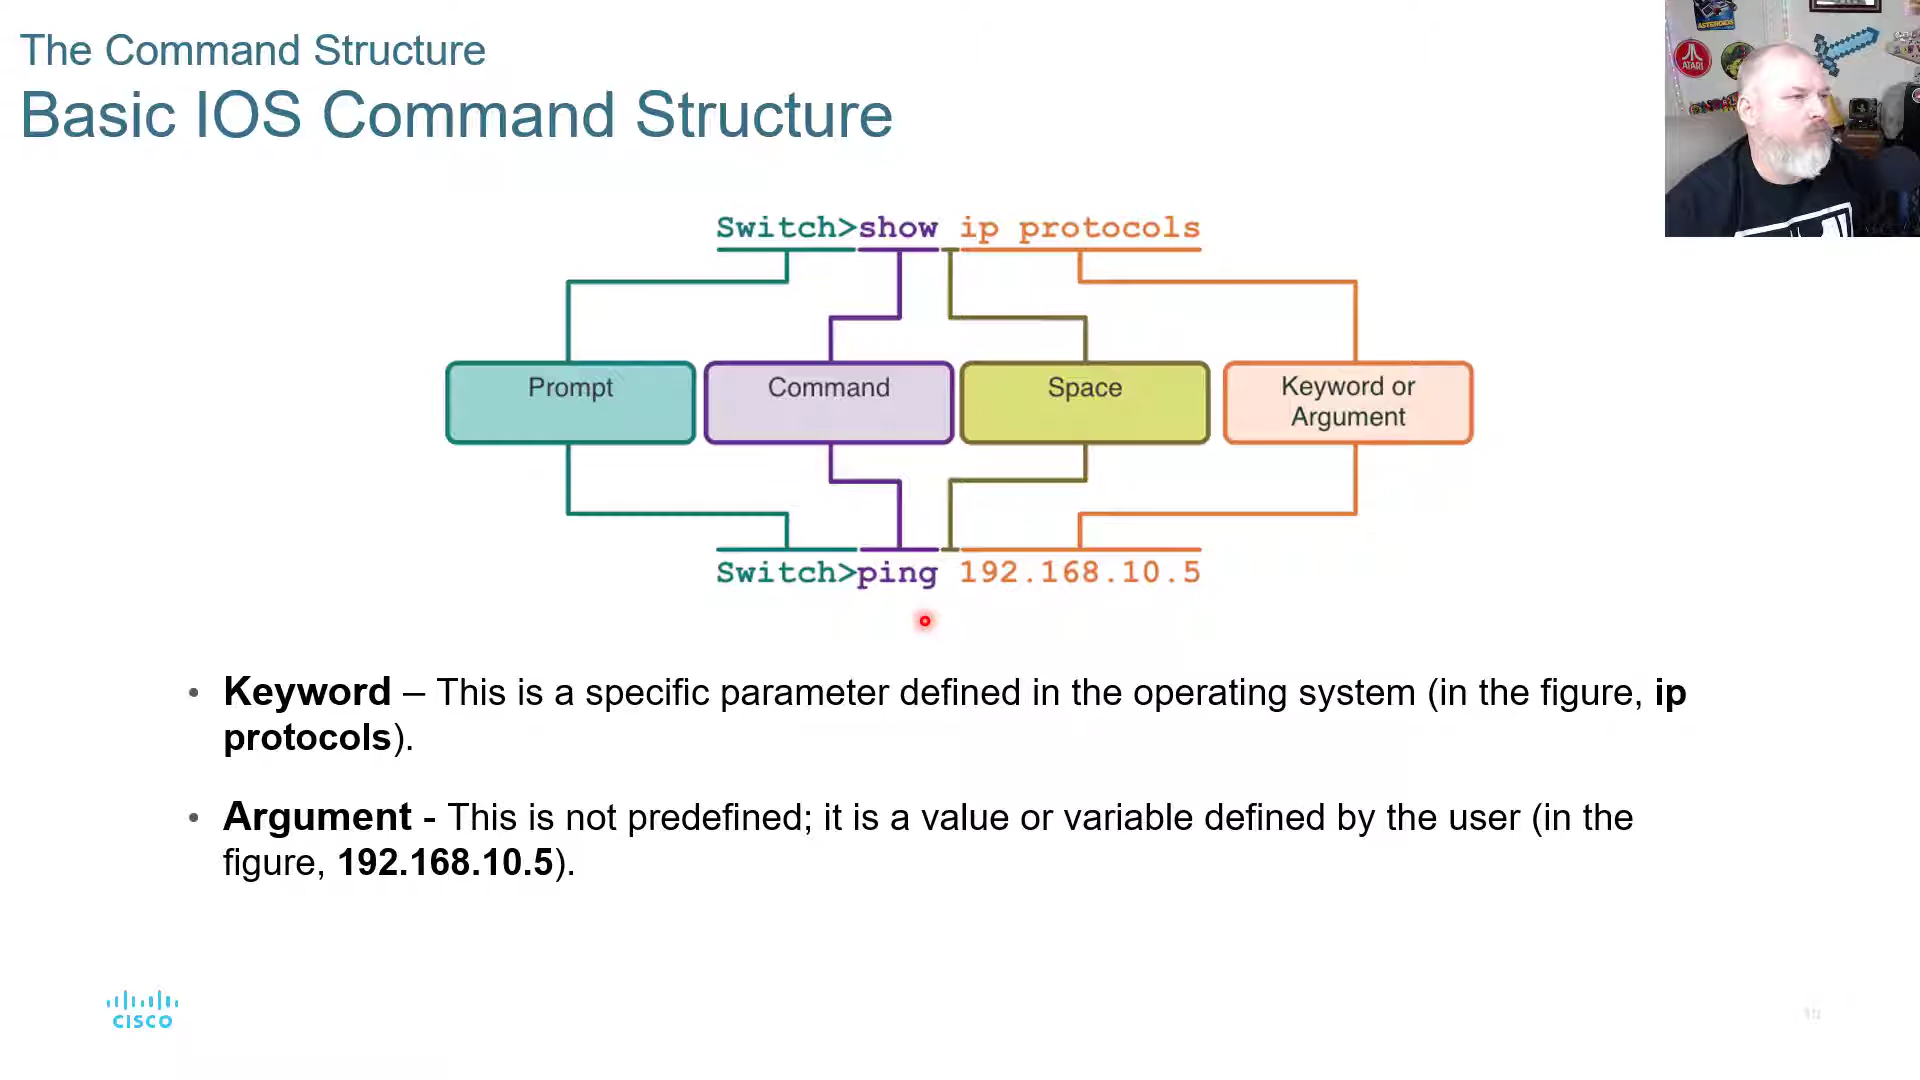 The Command Structure
Basic IOS Command Structure
ASTEROIDS
ATARI
Switch>show ip protocols
Prompt
Command
Space
Keyword or
Argument
Switch>ping 192.168.10.5
• Keyword – This is a specific parameter defined in the operating system (in the figure, ip
protocols).
• Argument - This is not predefined; it is a value or variable defined by the user (in the
figure, 192.168.10.5).
CISCO